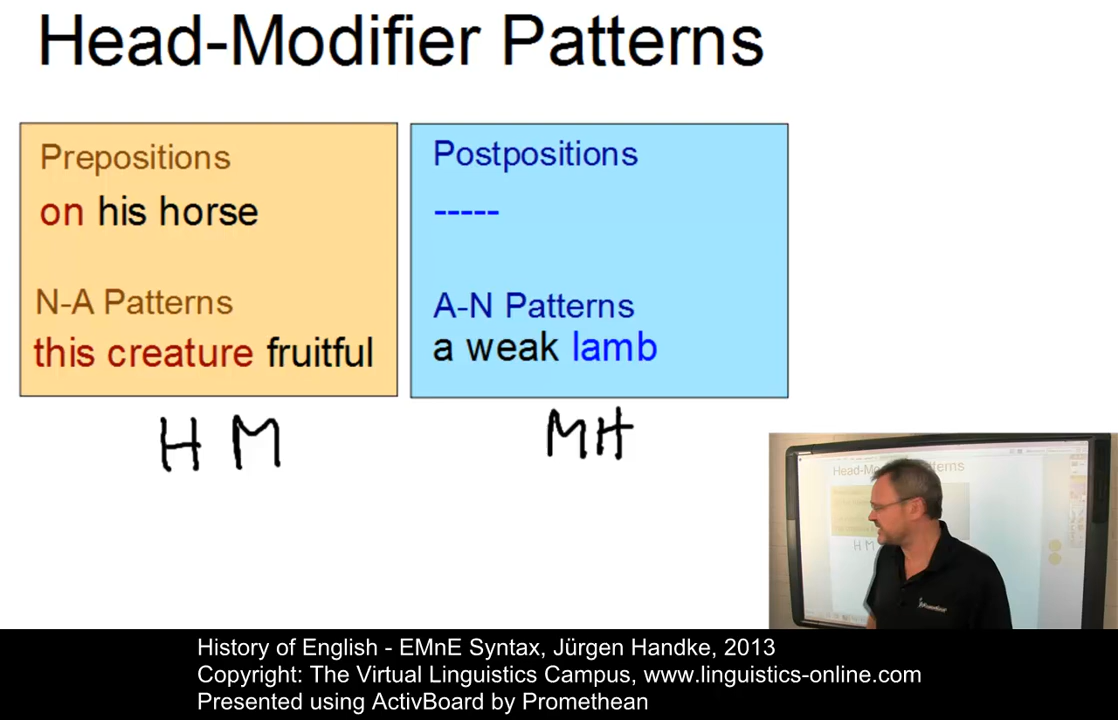 Head-Modifier Patterns
Prepositions
on his horse
N-A Patterns
this creature fruitful
H M
Postpositions
-----
A-N Patterns
a weak lamb
MH
History of English - EMnE Syntax, Jürgen Handke, 2013
Copyright: The Virtual Linguistics Campus, www.linguistics-online.com
Presented using ActivBoard by Promethean